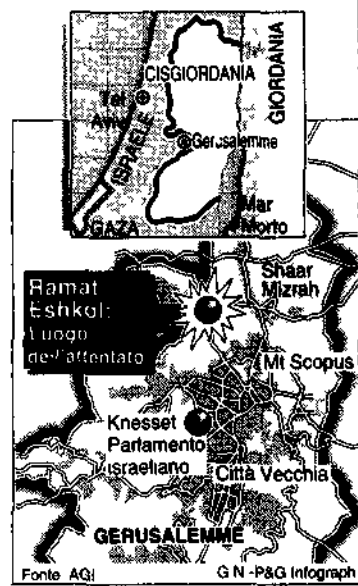 CISGIORDANIA
GIORDANIA
Tel
Aviv
ISRAELE
Gerusalemme
Mar
Morto
GAZA
Ramat
Eshkol:
Luogo
dell'attentato
Shaar
Mizrah
Mt Scopus
Knesset
Parlamento
israeliano
Città Vecchia
GERUSALEMME
Fonte AGI
G N -P&G Infograph